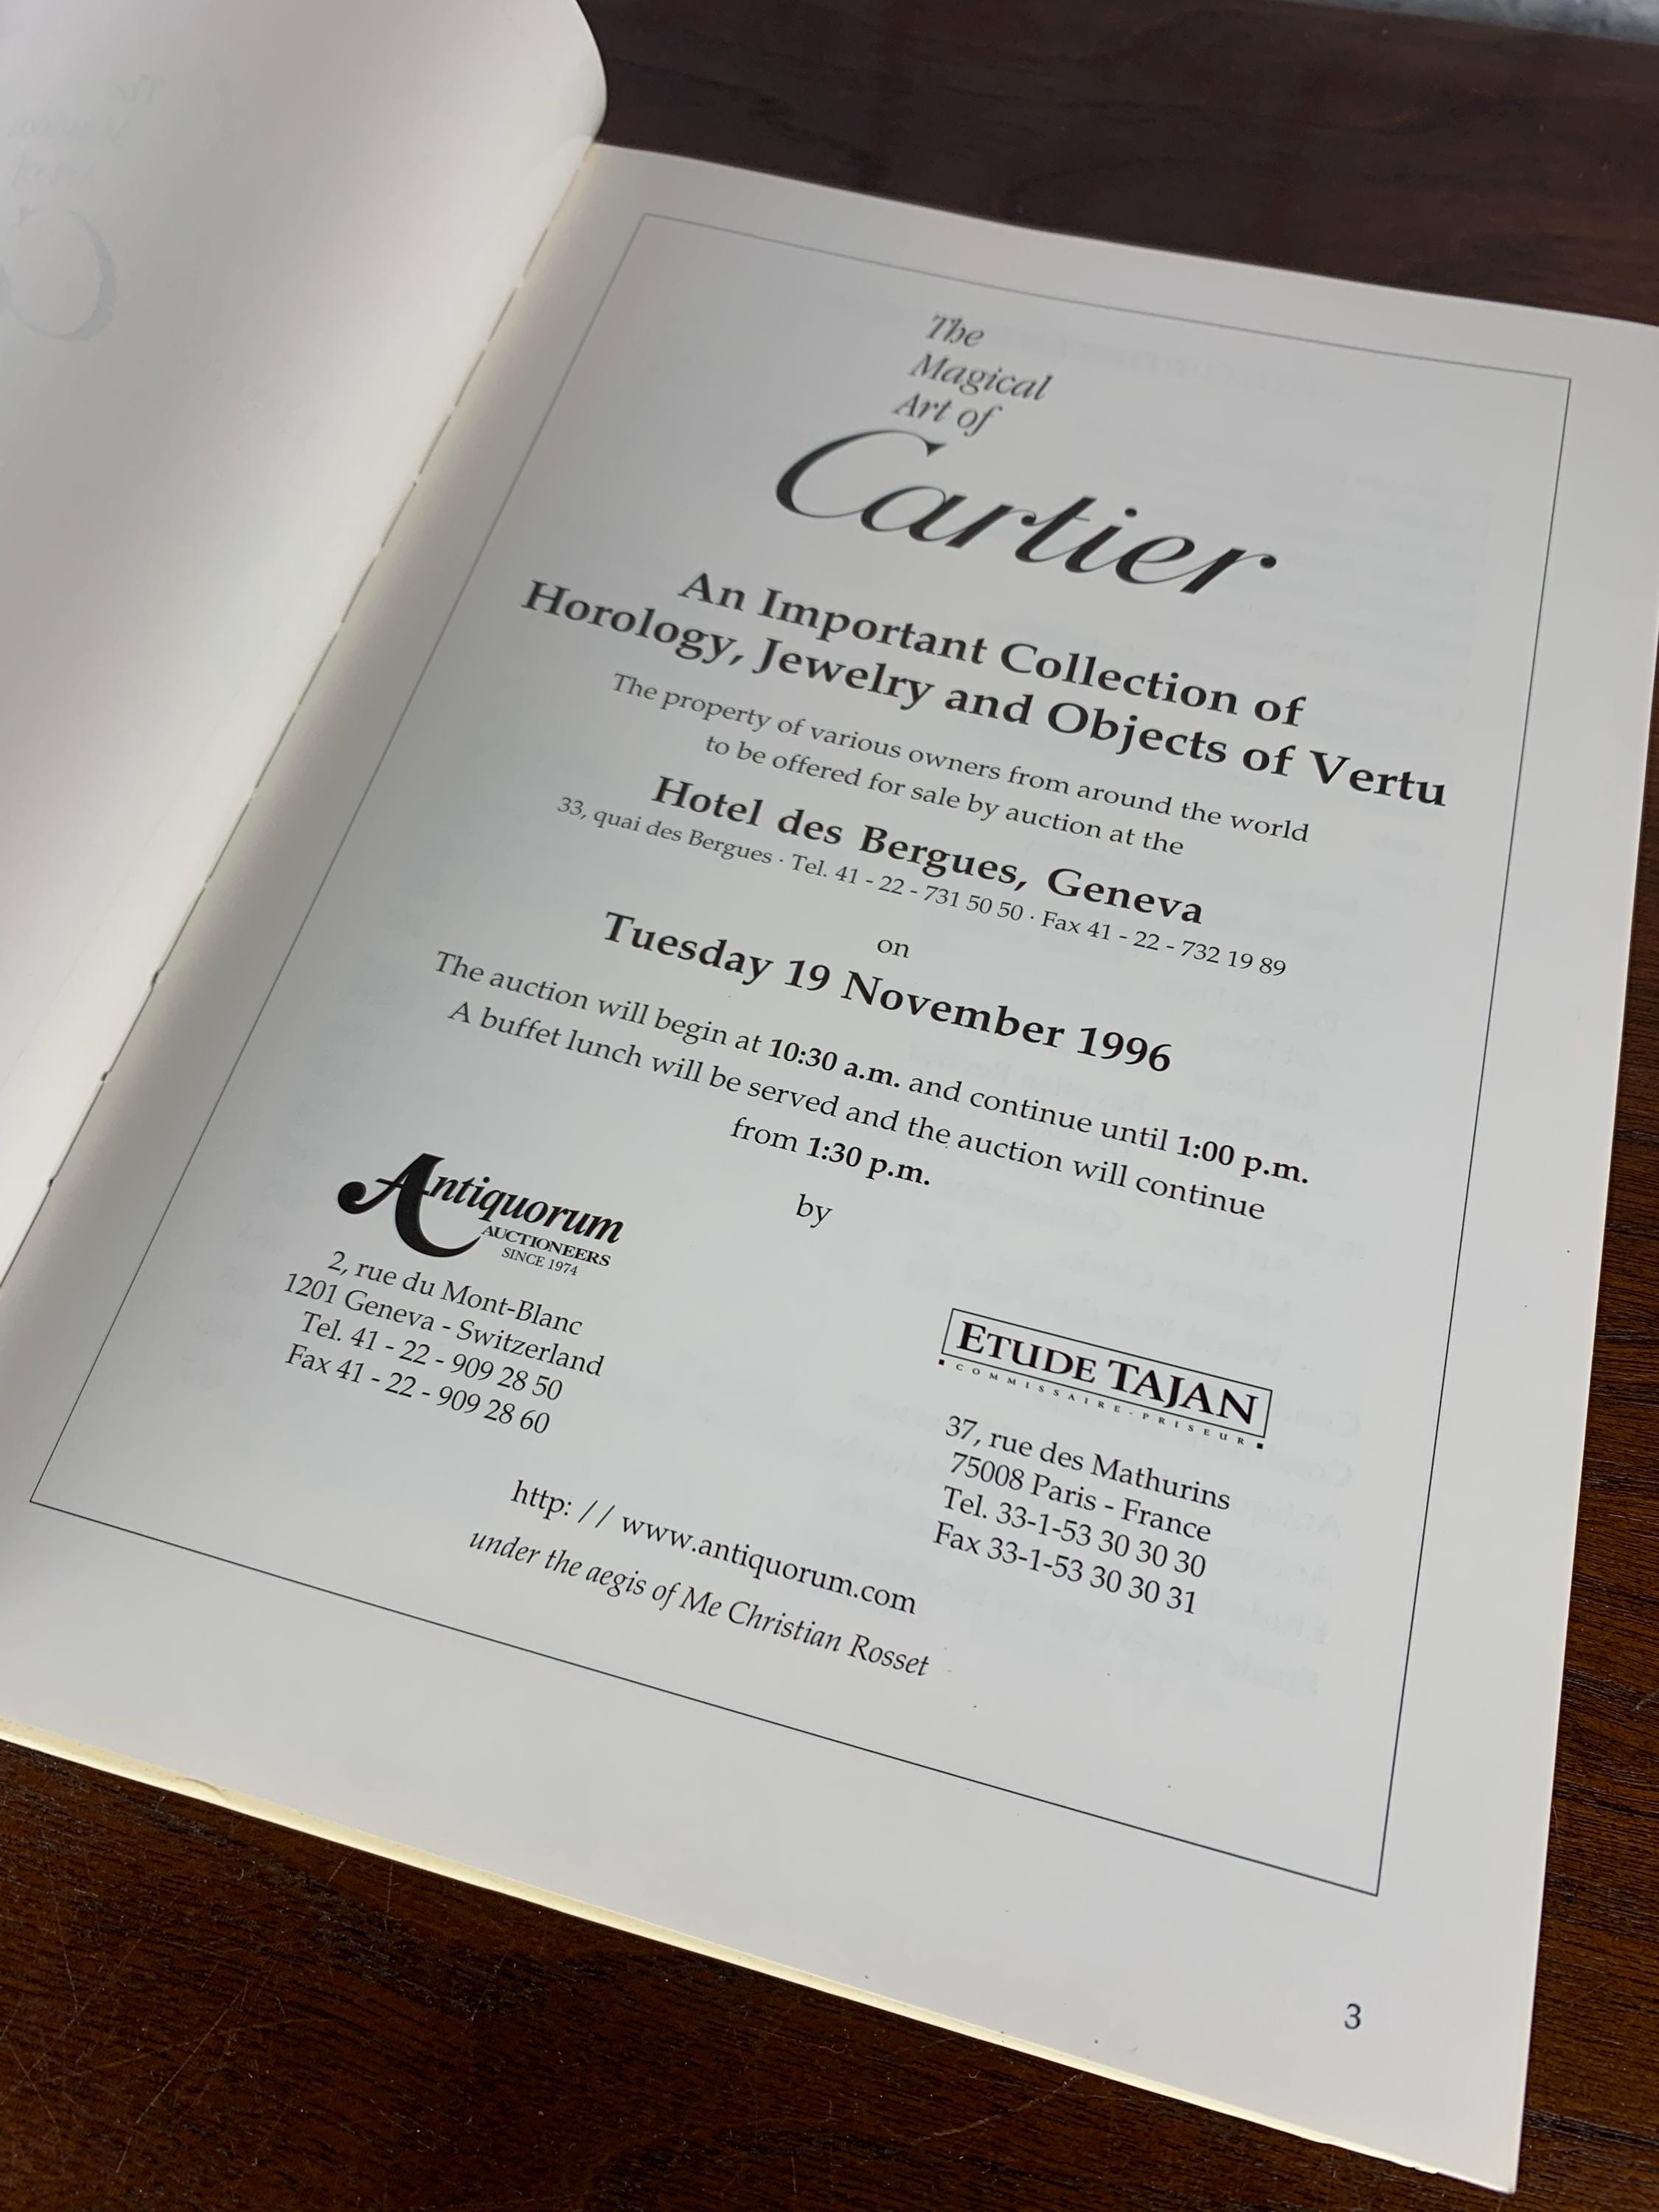 The
Magical
Art of
Cartier
An Important Collection of
Horology, Jewelry and Objects of Vertu
The property of various owners from around the world
to be offered for sale by auction at the
Hotel des Bergues, Geneva
33, quai des Bergues · Tel. 41 - 22 - 731 50 50 · Fax 41 - 22 - 732 19 89
on
Tuesday 19 November 1996
The auction will begin at 10:30 a.m. and continue until 1:00 p.m.
A buffet lunch will be served and the auction will continue
from 1:30 p.m.
by
Antiquorum
AUCTIONEERS
SINCE 1974
2, rue du Mont-Blanc
1201 Geneva - Switzerland
Tel. 41 - 22 - 909 28 50
Fax 41 - 22 - 909 28 60
ETUDE TAJAN
COMMISSAIRE-PRISEUR
37, rue des Mathurins
75008 Paris - France
Tel. 33-1-53 30 30 30
Fax 33-1-53 30 30 31
http: // www.antiquorum.com
under the aegis of Me Christian Rosset
3